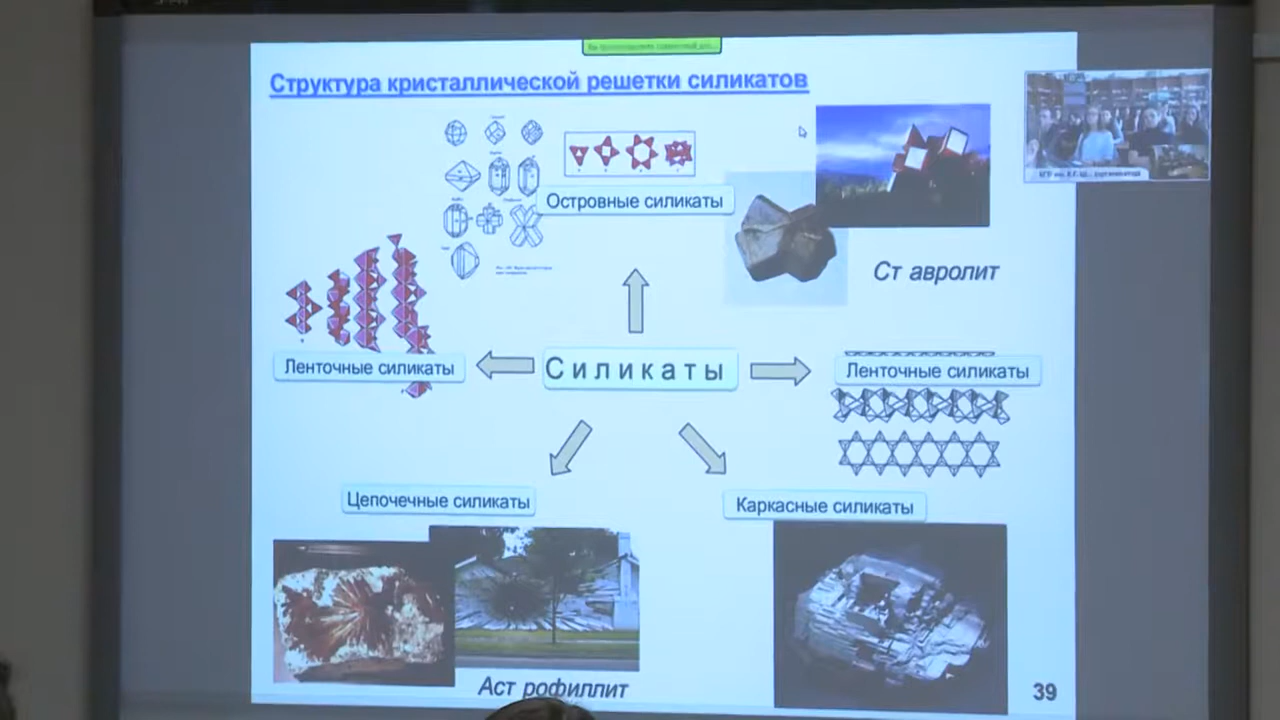 Структура кристаллической решетки силикатов
Островные силикаты
Ст авролит
Ленточные силикаты
Силикаты
Ленточные силикаты
Цепочечные силикаты
Каркасные силикаты
Аст рофиллит
39